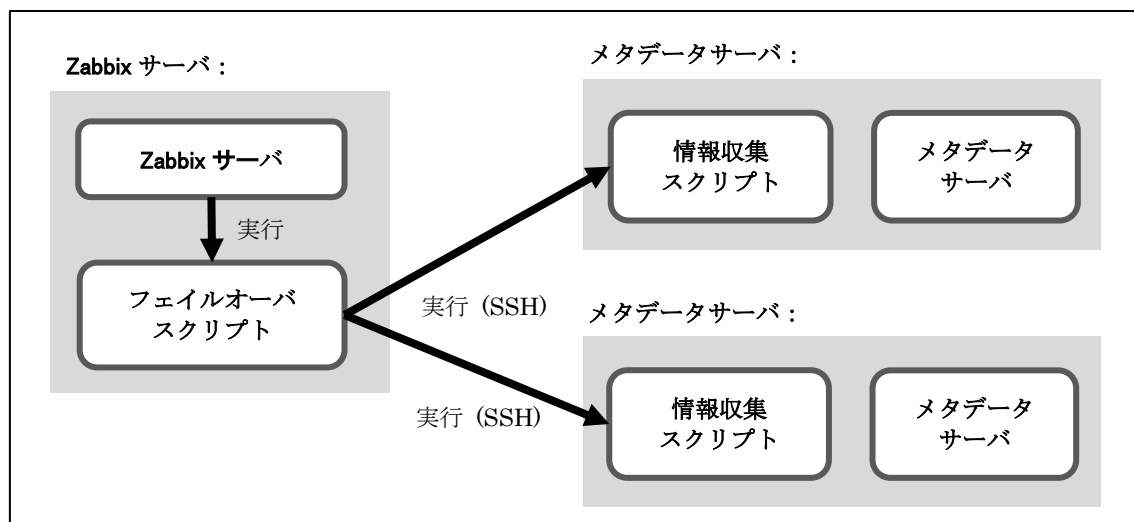 Zabbix サーバ：
Zabbix サーバ
実行
フェイルオーバ
スクリプト
実行 (SSH)
実行 (SSH)
メタデータサーバ：
情報収集
スクリプト
メタデータ
サーバ
メタデータサーバ：
情報収集
スクリプト
メタデータ
サーバ